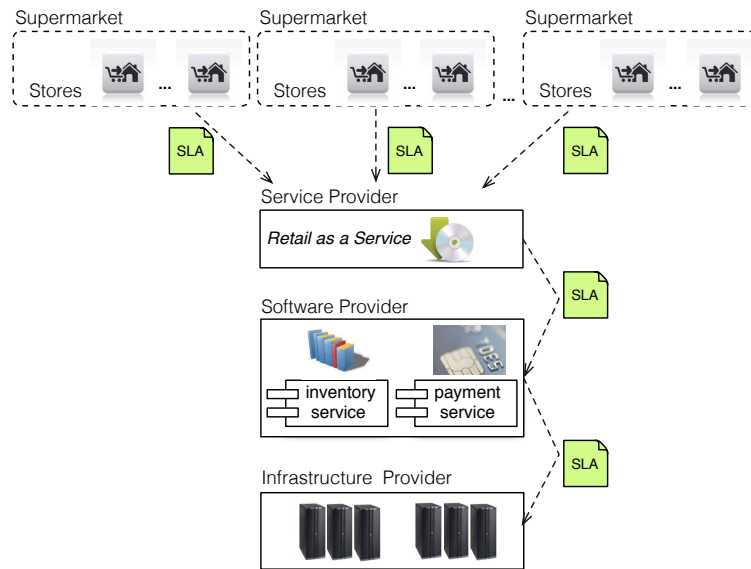 Supermarket
Supermarket
Supermarket
Stores
...
Stores
...
...
Stores
...
SLA
SLA
SLA
Service Provider
Retail as a Service
SLA
Software Provider
inventory
service
payment
service
SLA
Infrastructure Provider